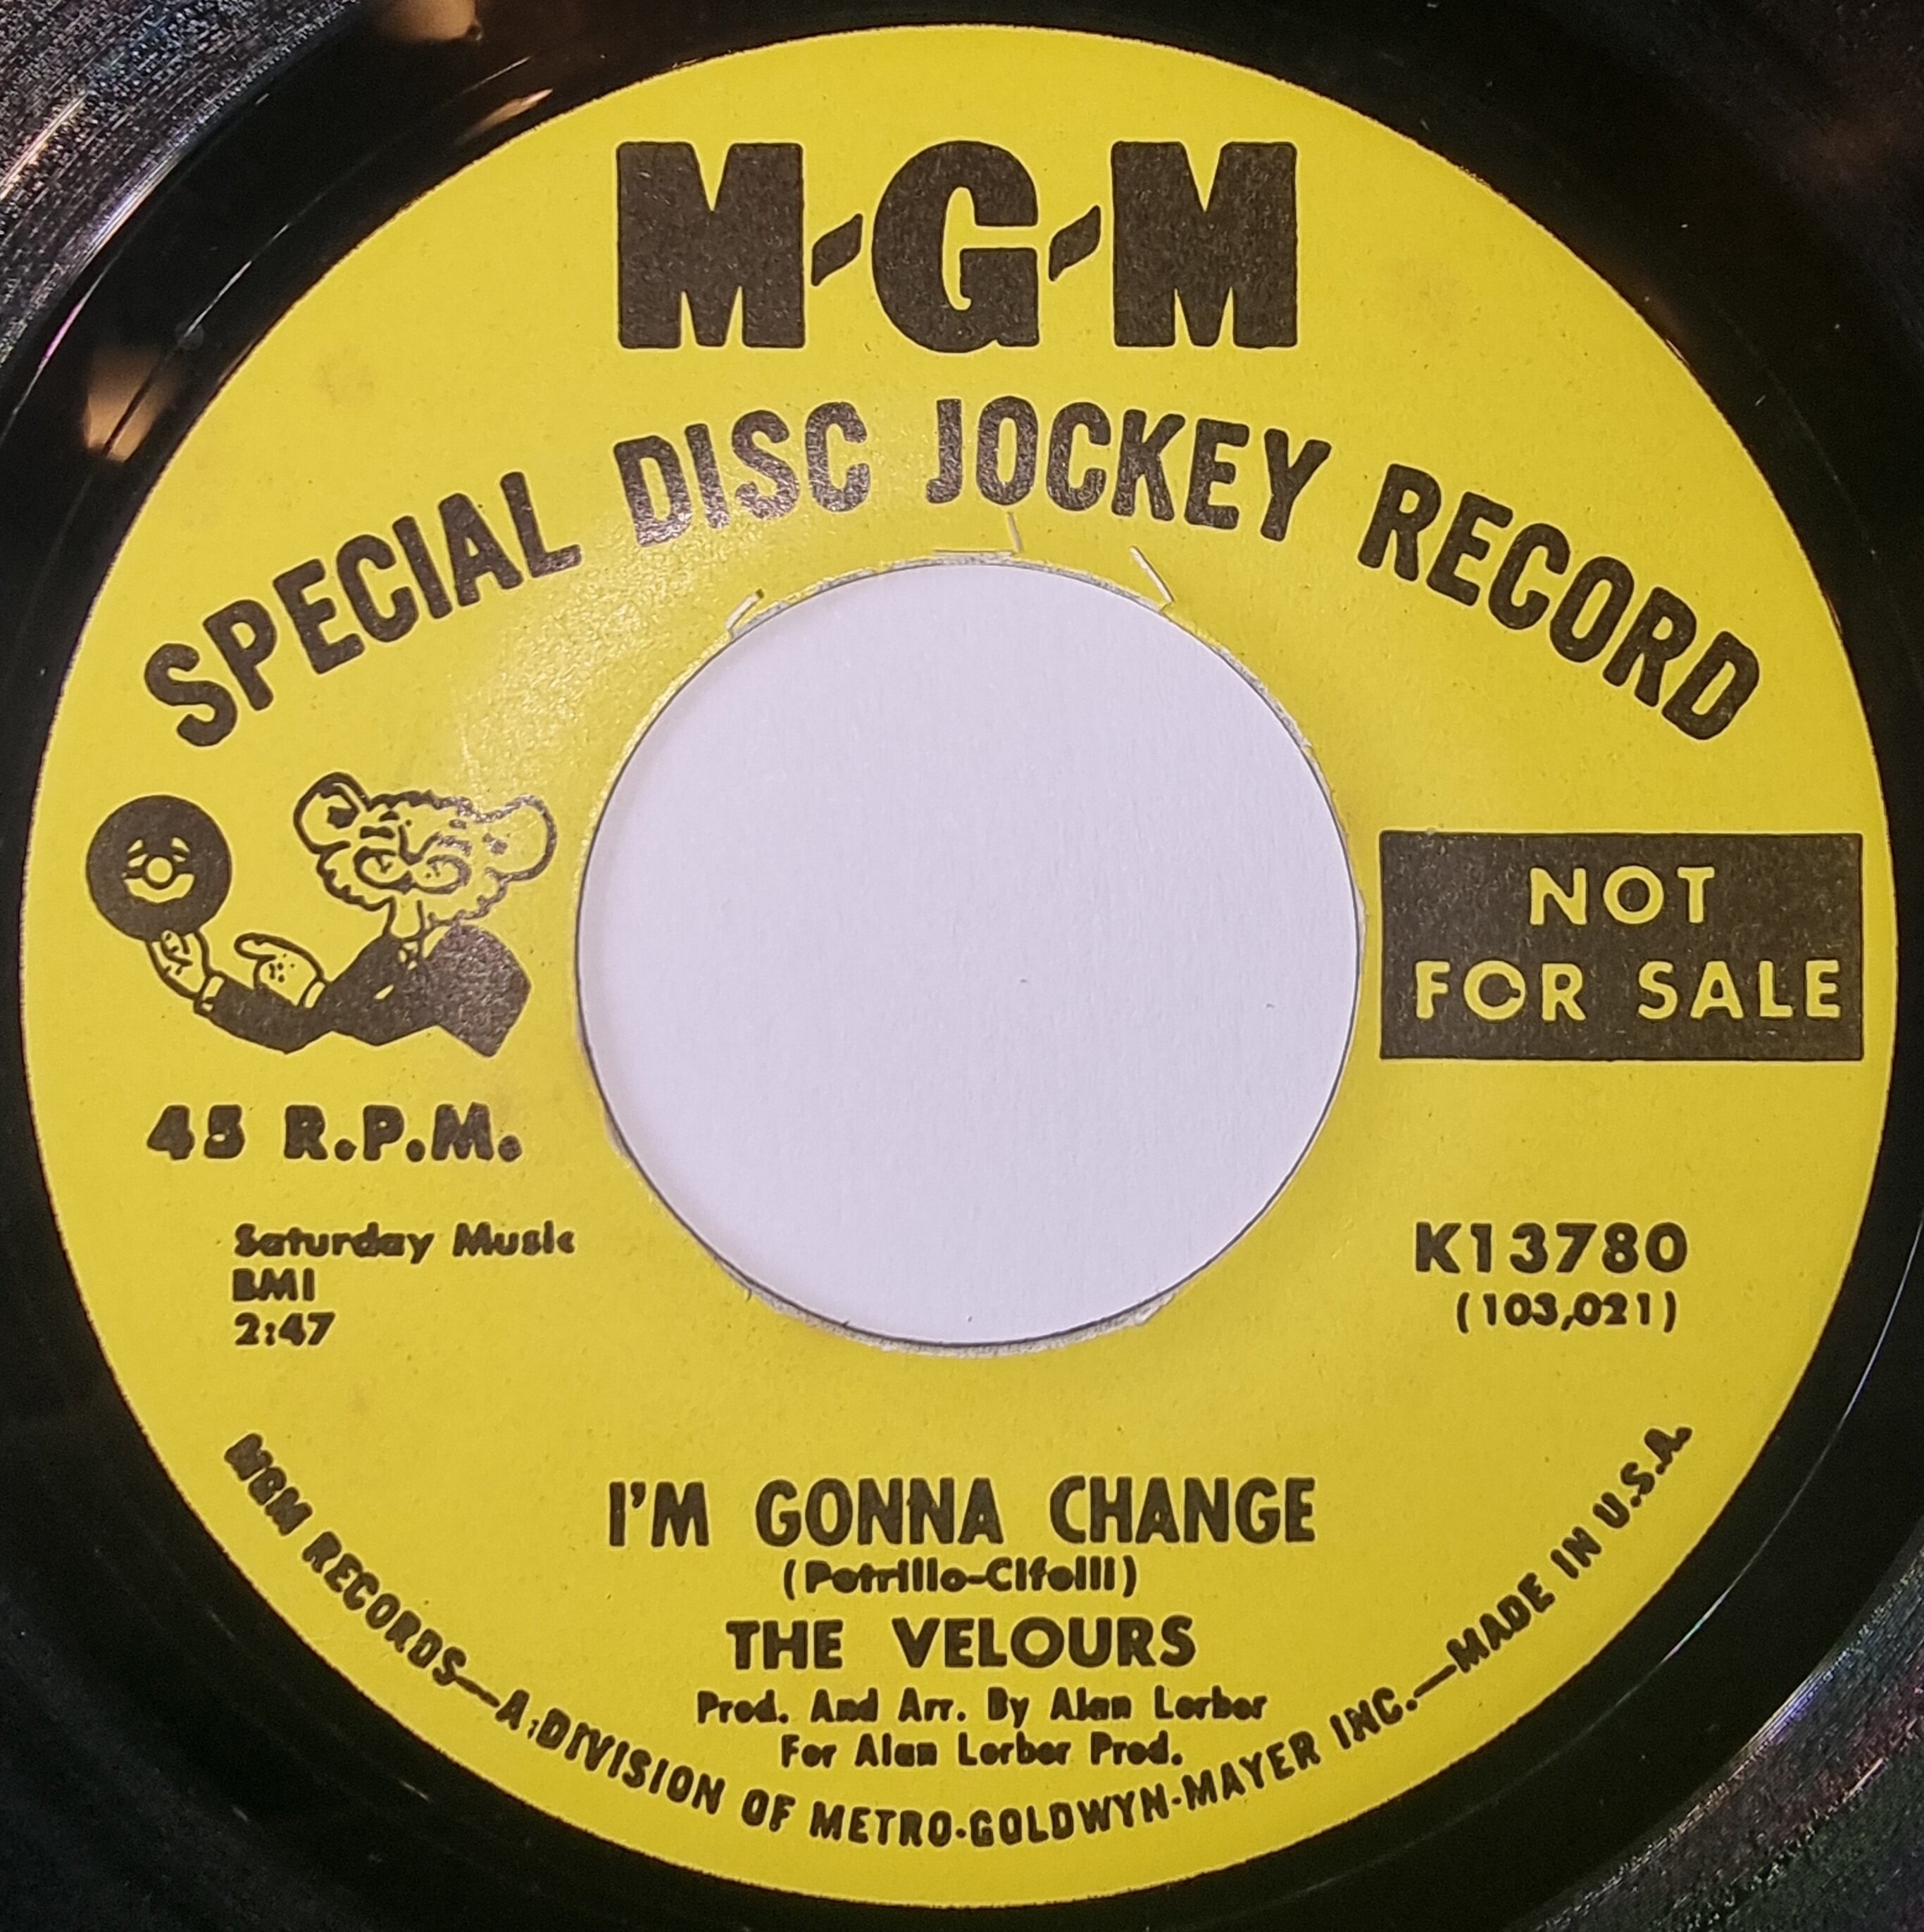 M-G-M
SPECIAL DISC JOCKEY RECORD
NOT
FOR SALE
45 R.P.M.
Saturday Music
BMI
2:47
K13780
(103,021)
I'M GONNA CHANGE
(Petrillo-Cifelli)
THE VELOURS
Prod. And Arr. By Alan Lorber
For Alan Lorber Prod.
MGM RECORDS—A DIVISION OF METRO-GOLDWYN-MAYER INC.—MADE IN U.S.A.